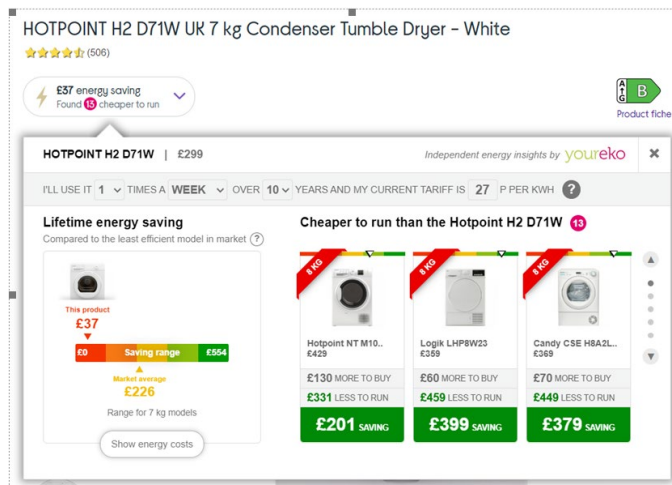 HOTPOINT H2 D71W UK 7 kg Condenser Tumble Dryer - White
(506)
£37 energy saving
Found 13 cheaper to run
A
↑
G
B
Product fiche
HOTPOINT H2 D71W | £299
Independent energy insights by youreko
I'LL USE IT 1 TIMES A WEEK OVER 10 YEARS AND MY CURRENT TARIFF IS 27 P PER KWH ?
Lifetime energy saving
Compared to the least efficient model in market ?
This product
£37
£0 Saving range £554
Market average
£226
Range for 7 kg models
Show energy costs
Cheaper to run than the Hotpoint H2 D71W 13
8 KG
Hotpoint NT M10..
£429
£130 MORE TO BUY
£331 LESS TO RUN
£201 SAVING
8 KG
Logik LHP8W23
£359
£60 MORE TO BUY
£459 LESS TO RUN
£399 SAVING
8 KG
Candy CSE H8A2L..
£369
£70 MORE TO BUY
£449 LESS TO RUN
£379 SAVING